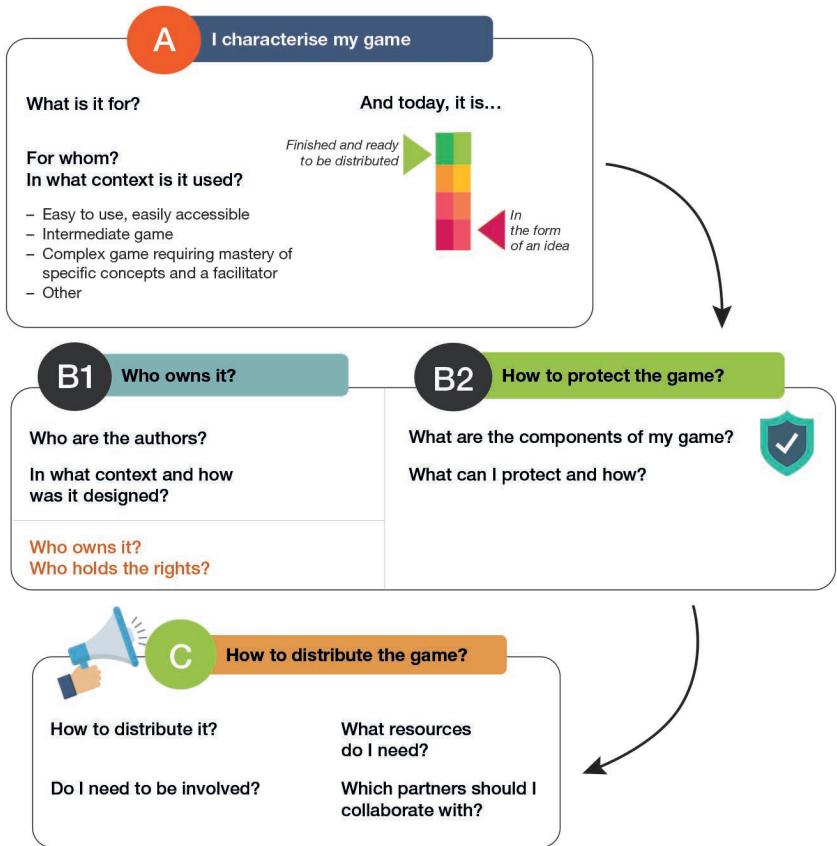 A
I characterise my game
What is it for?
For whom?
In what context is it used?
– Easy to use, easily accessible
– Intermediate game
– Complex game requiring mastery of
specific concepts and a facilitator
– Other
And today, it is…
Finished and ready
to be distributed
In
the form
of an idea
B1
Who owns it?
Who are the authors?
In what context and how
was it designed?
Who owns it?
Who holds the rights?
B2
How to protect the game?
What are the components of my game?
What can I protect and how?
C
How to distribute the game?
How to distribute it?
What resources
do I need?
Do I need to be involved?
Which partners should I
collaborate with?